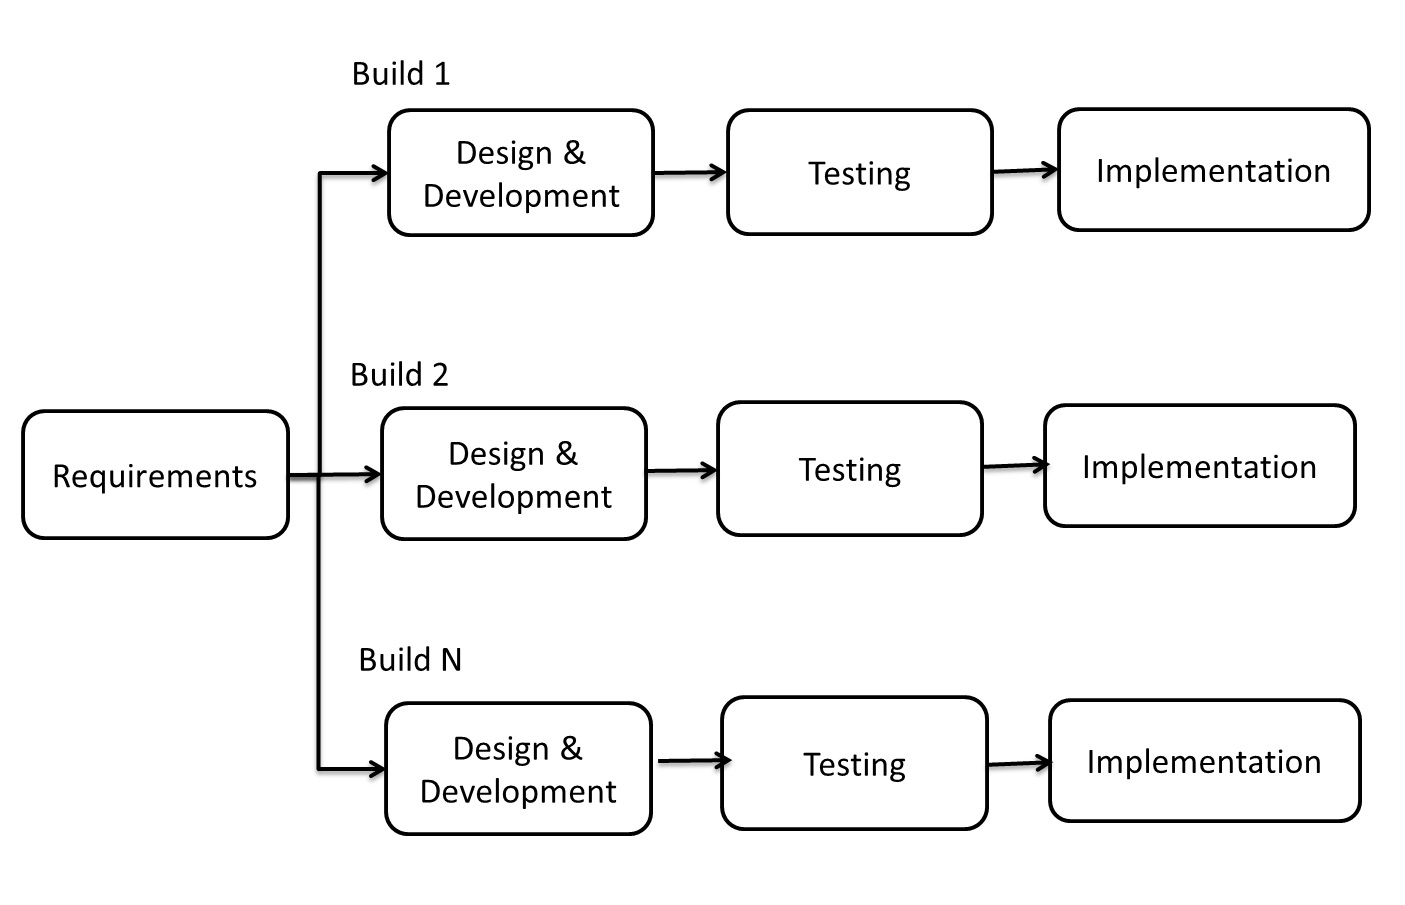 Build 1
Design &
Development
Testing
Implementation
Build 2
Requirements
Design &
Development
Testing
Implementation
Build N
Design &
Development
Testing
Implementation